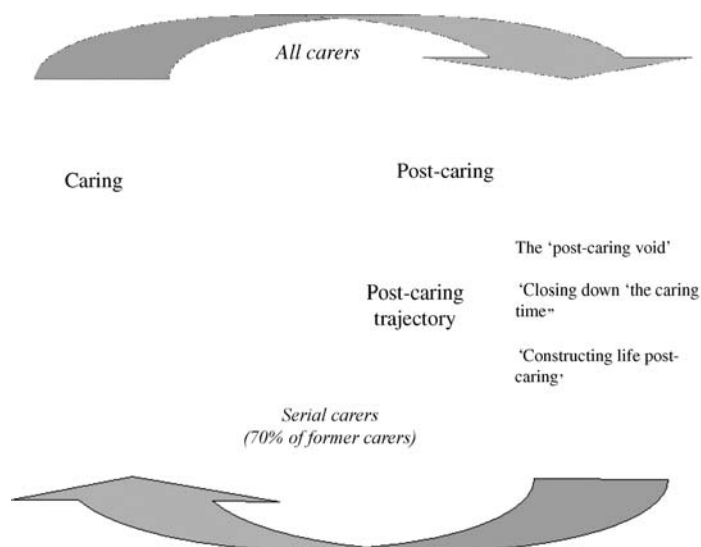 All carers
Caring
Post-caring
The ‘post-caring void’
Post-caring
trajectory
‘Closing down ‘the caring
time’’
‘Constructing life post-
caring’
Serial carers
(70% of former carers)